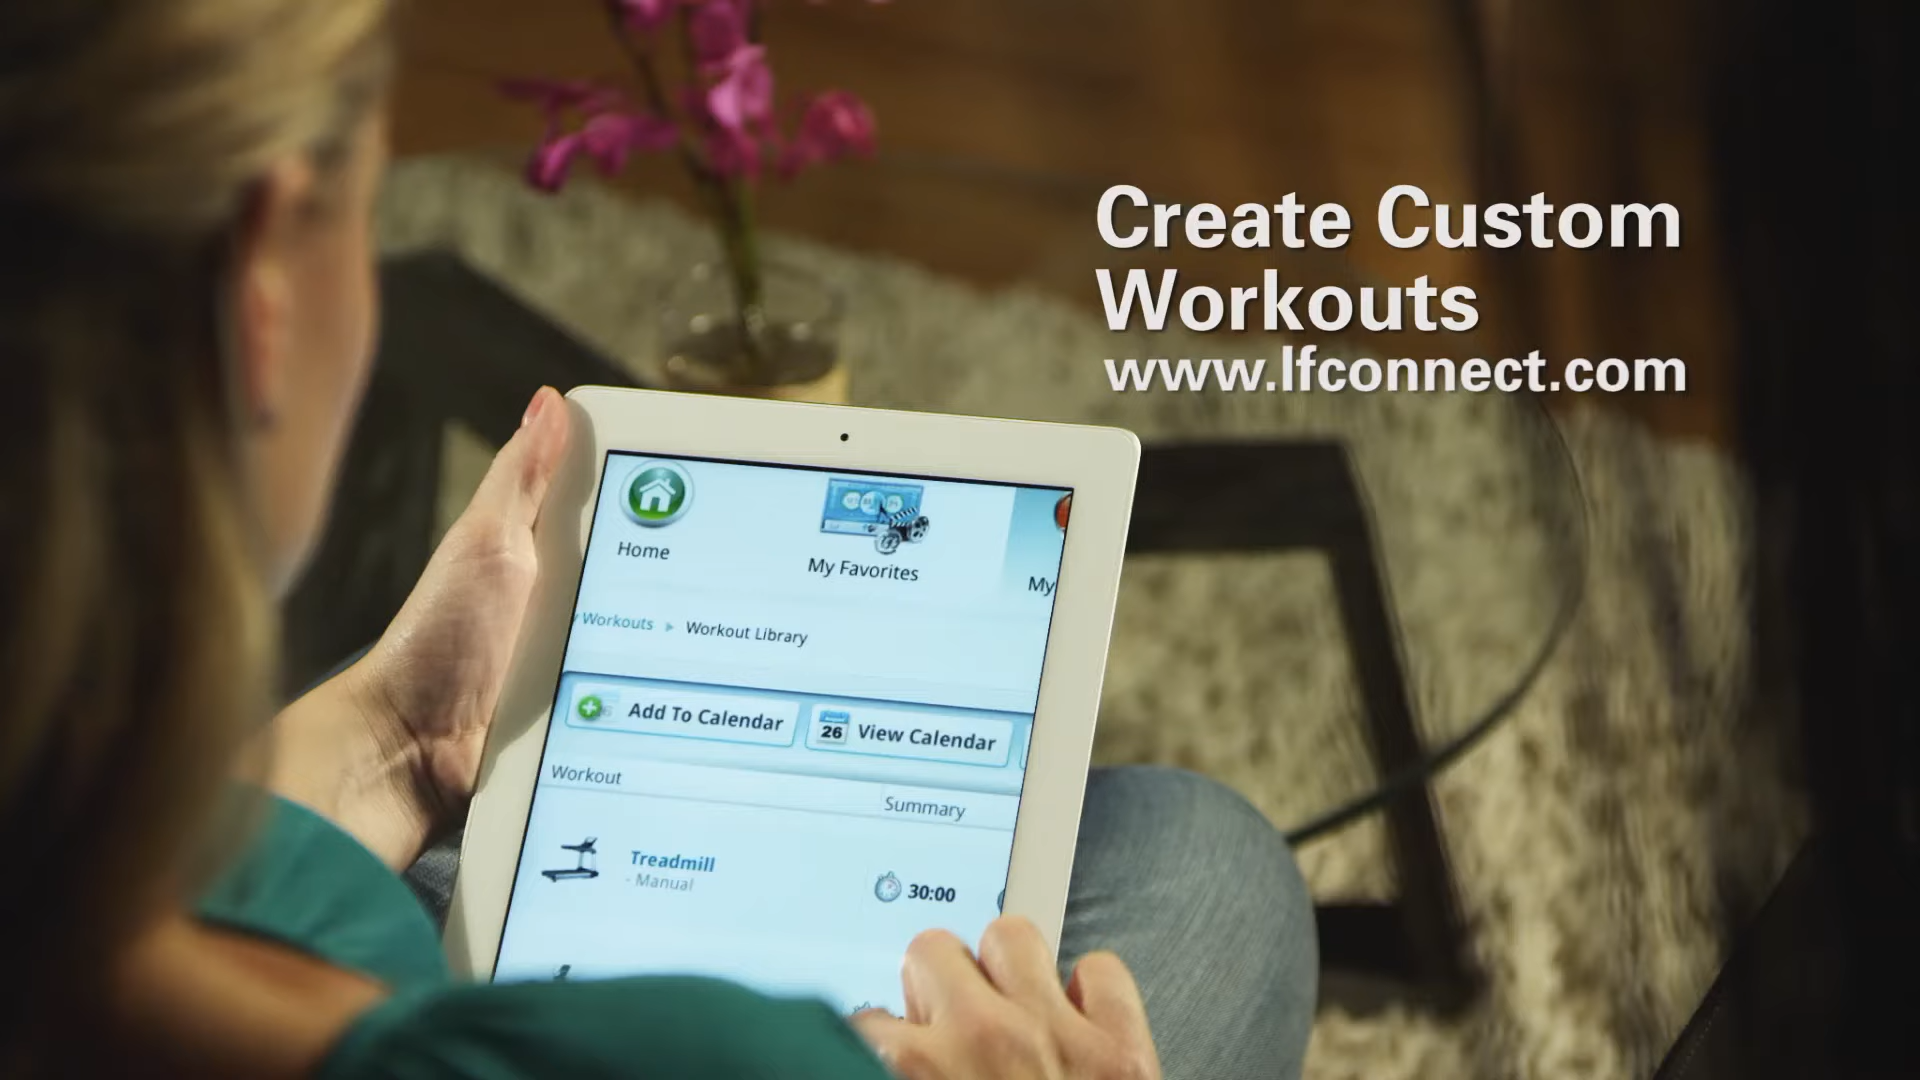 Create Custom
Workouts
www.lfconnect.com
Home
My Favorites
My
Workouts
Workout Library
Add To Calendar
26
View Calendar
Workout
Summary
Treadmill
- Manual
30:00